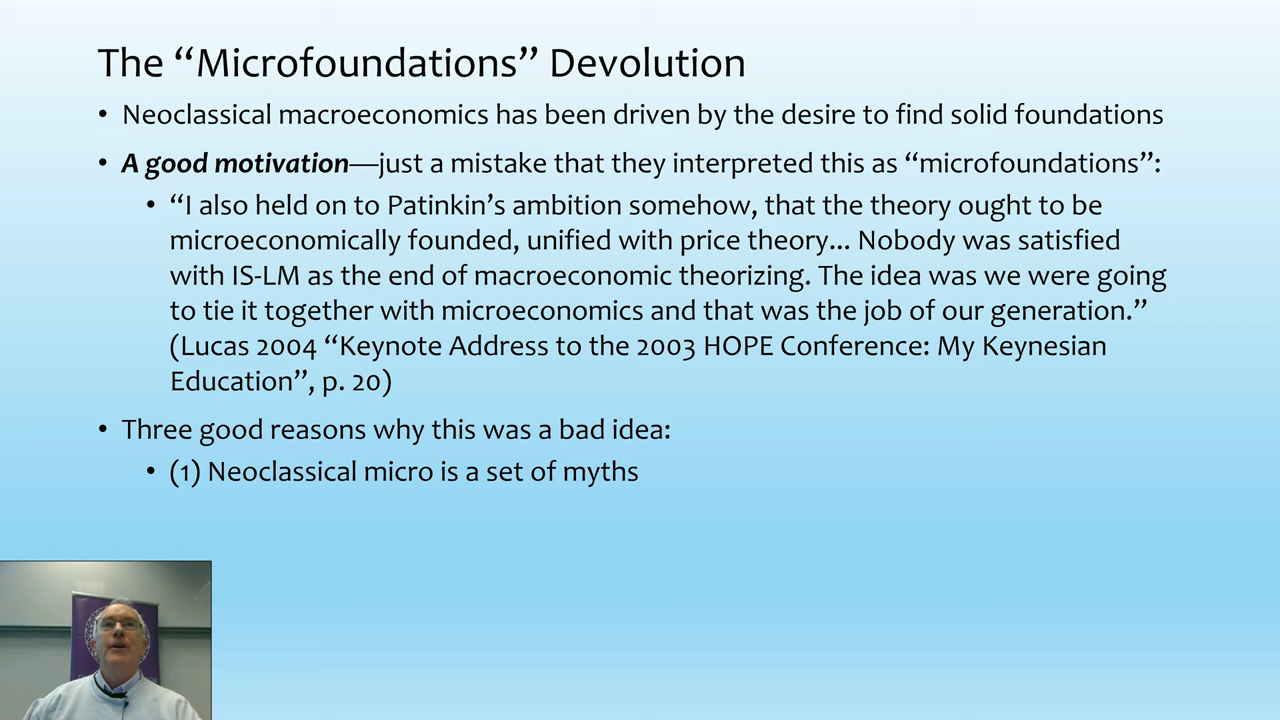 The “Microfoundations” Devolution
• Neoclassical macroeconomics has been driven by the desire to find solid foundations
• A good motivation—just a mistake that they interpreted this as “microfoundations”:
• “I also held on to Patinkin’s ambition somehow, that the theory ought to be
microeconomically founded, unified with price theory... Nobody was satisfied
with IS-LM as the end of macroeconomic theorizing. The idea was we were going
to tie it together with microeconomics and that was the job of our generation.”
(Lucas 2004 “Keynote Address to the 2003 HOPE Conference: My Keynesian
Education”, p. 20)
• Three good reasons why this was a bad idea:
• (1) Neoclassical micro is a set of myths